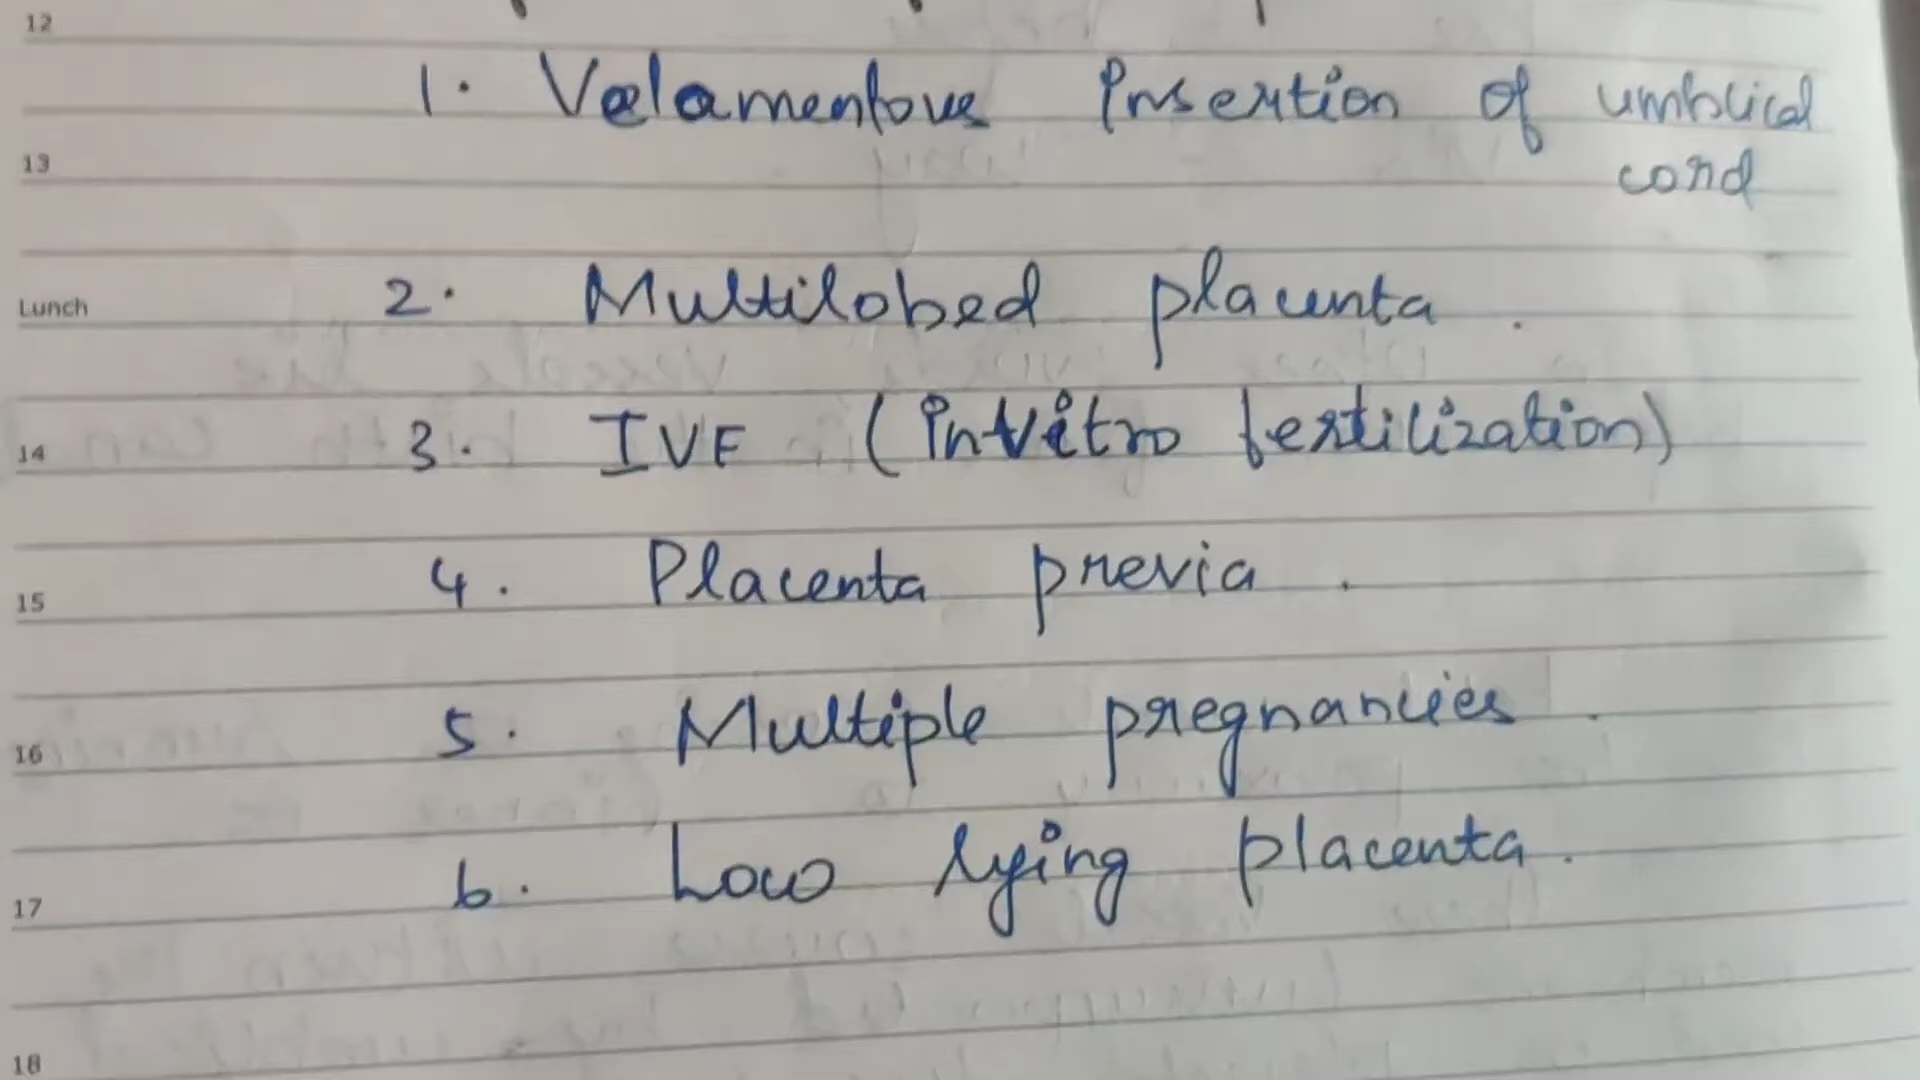 12
1. Velamentous insertion of umblical
13
cord
Lunch
2. Multilobed placenta.
14
3. IVF (invitro fertilization)
15
4. Placenta previa.
16
5. Multiple pregnancies.
17
6. Low lying placenta.
18